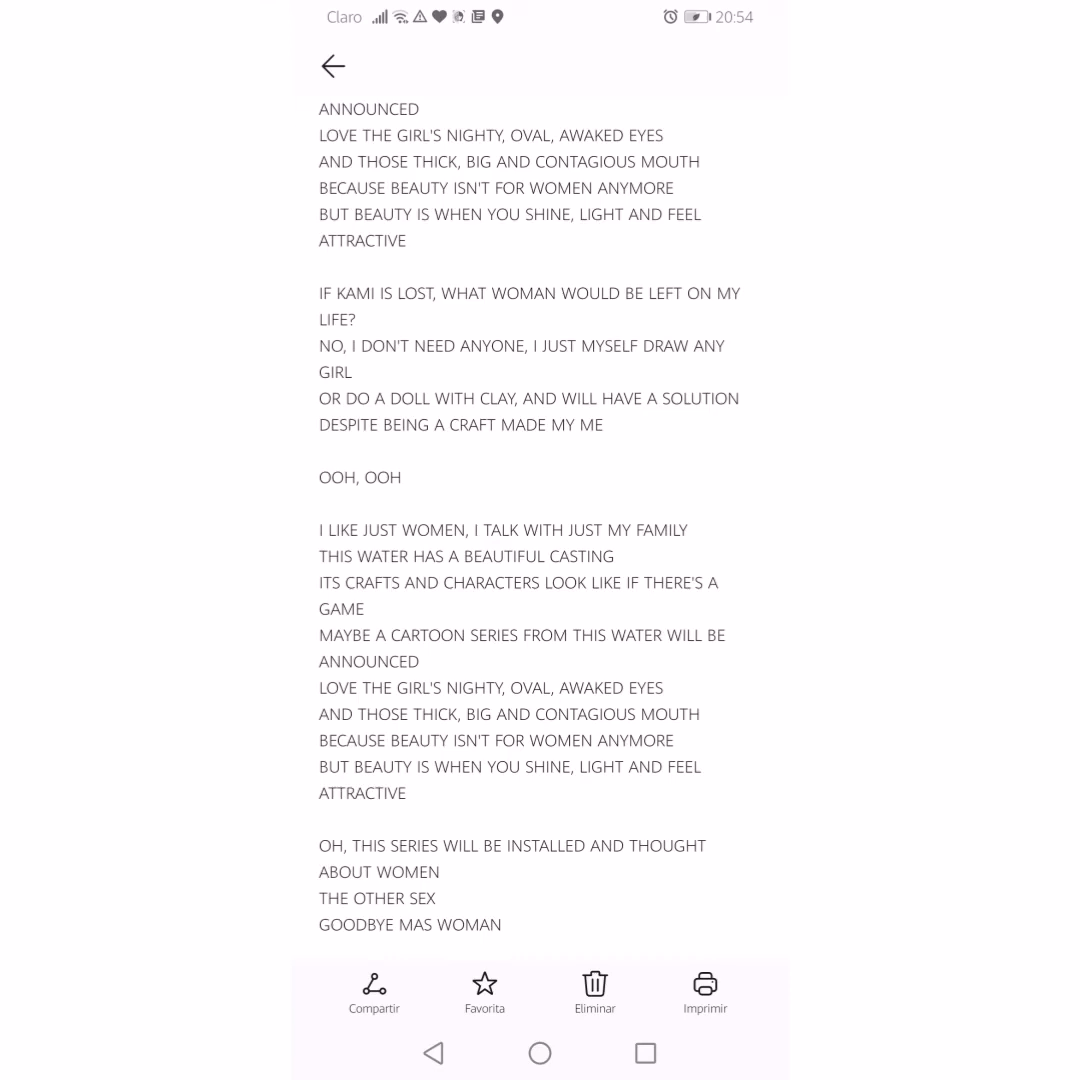 Claro 20:54
ANNOUNCED
LOVE THE GIRL'S NIGHTY, OVAL, AWAKED EYES
AND THOSE THICK, BIG AND CONTAGIOUS MOUTH
BECAUSE BEAUTY ISN'T FOR WOMEN ANYMORE
BUT BEAUTY IS WHEN YOU SHINE, LIGHT AND FEEL
ATTRACTIVE
IF KAMI IS LOST, WHAT WOMAN WOULD BE LEFT ON MY
LIFE?
NO, I DON'T NEED ANYONE, I JUST MYSELF DRAW ANY
GIRL
OR DO A DOLL WITH CLAY, AND WILL HAVE A SOLUTION
DESPITE BEING A CRAFT MADE MY ME
OOH, OOH
I LIKE JUST WOMEN, I TALK WITH JUST MY FAMILY
THIS WATER HAS A BEAUTIFUL CASTING
ITS CRAFTS AND CHARACTERS LOOK LIKE IF THERE'S A
GAME
MAYBE A CARTOON SERIES FROM THIS WATER WILL BE
ANNOUNCED
LOVE THE GIRL'S NIGHTY, OVAL, AWAKED EYES
AND THOSE THICK, BIG AND CONTAGIOUS MOUTH
BECAUSE BEAUTY ISN'T FOR WOMEN ANYMORE
BUT BEAUTY IS WHEN YOU SHINE, LIGHT AND FEEL
ATTRACTIVE
OH, THIS SERIES WILL BE INSTALLED AND THOUGHT
ABOUT WOMEN
THE OTHER SEX
GOODBYE MAS WOMAN
Compartir Favorita Eliminar Imprimir